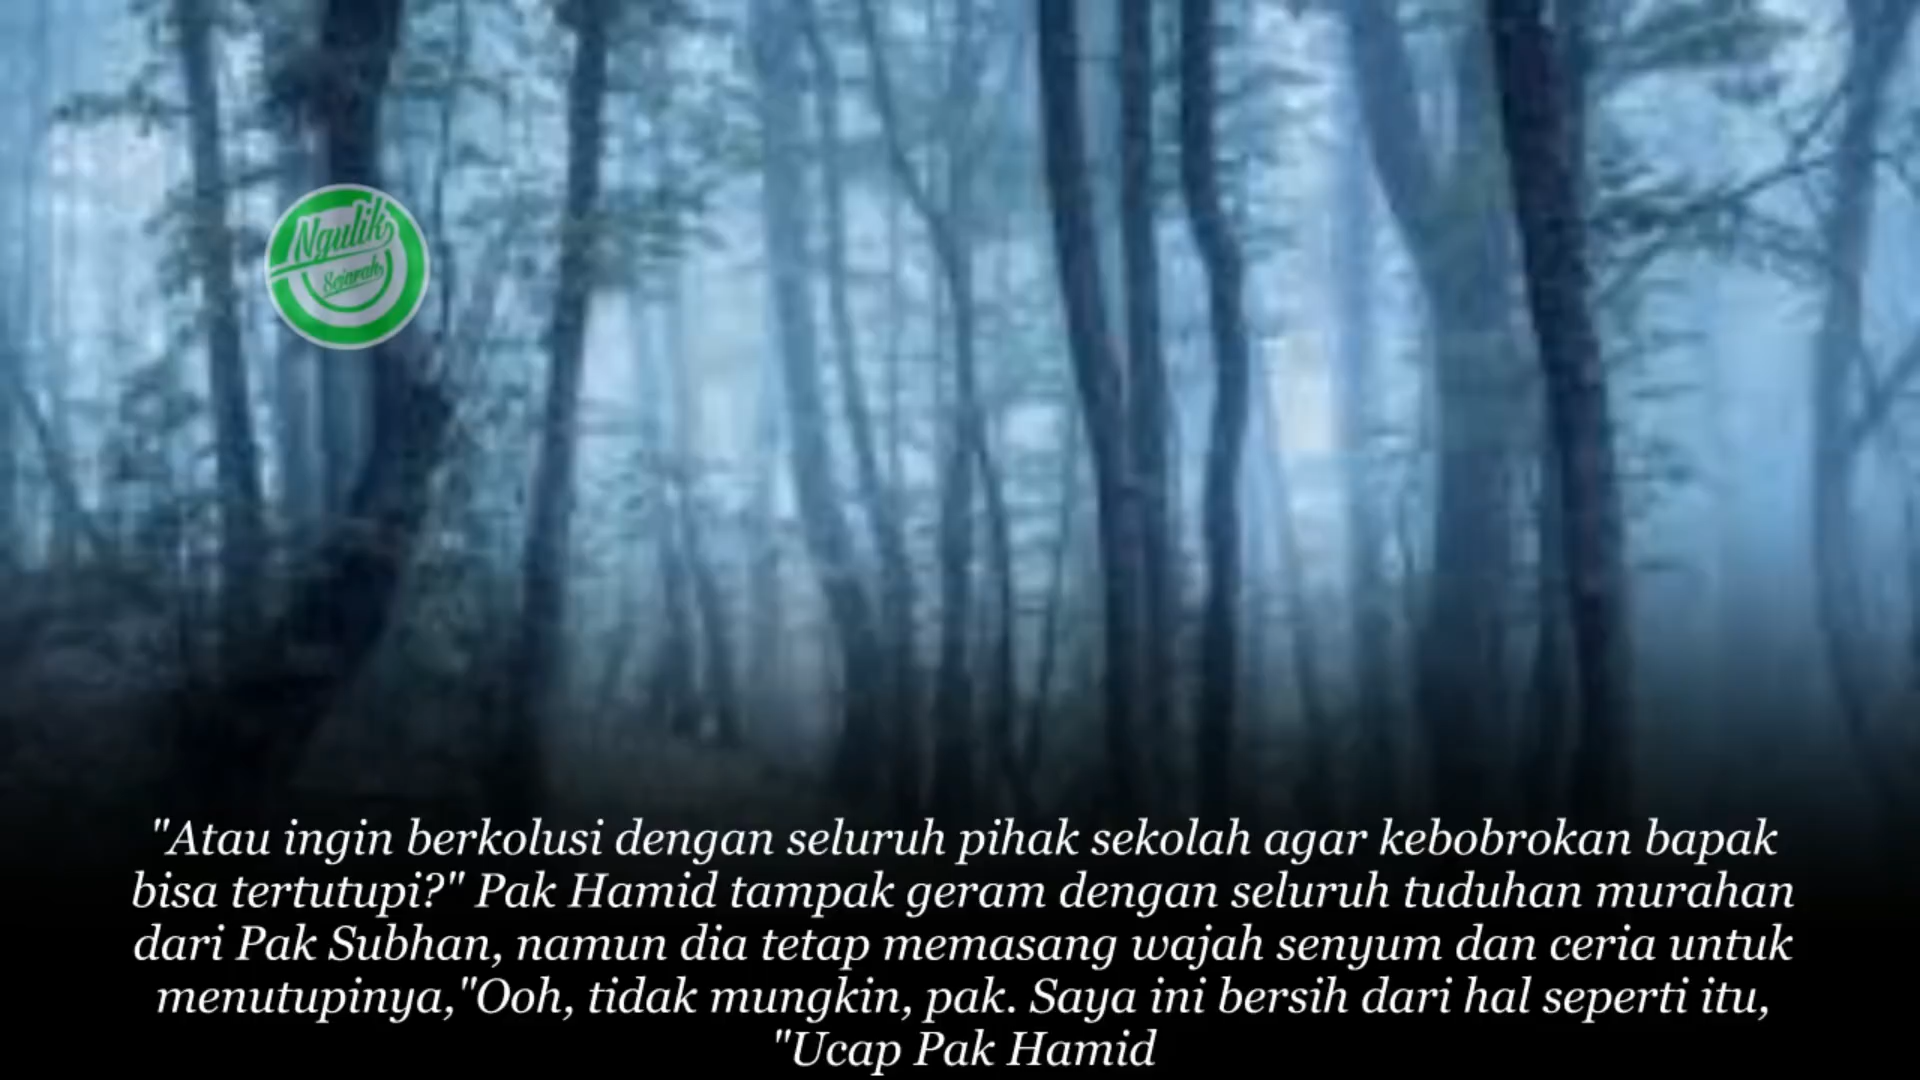 Ngulik
Sejarah
"Atau ingin berkolusi dengan seluruh pihak sekolah agar kebobrokan bapak
bisa tertutupi?" Pak Hamid tampak geram dengan seluruh tuduhan murahan
dari Pak Subhan, namun dia tetap memasang wajah senyum dan ceria untuk
menutupinya,"Ooh, tidak mungkin, pak. Saya ini bersih dari hal seperti itu,
"Ucap Pak Hamid